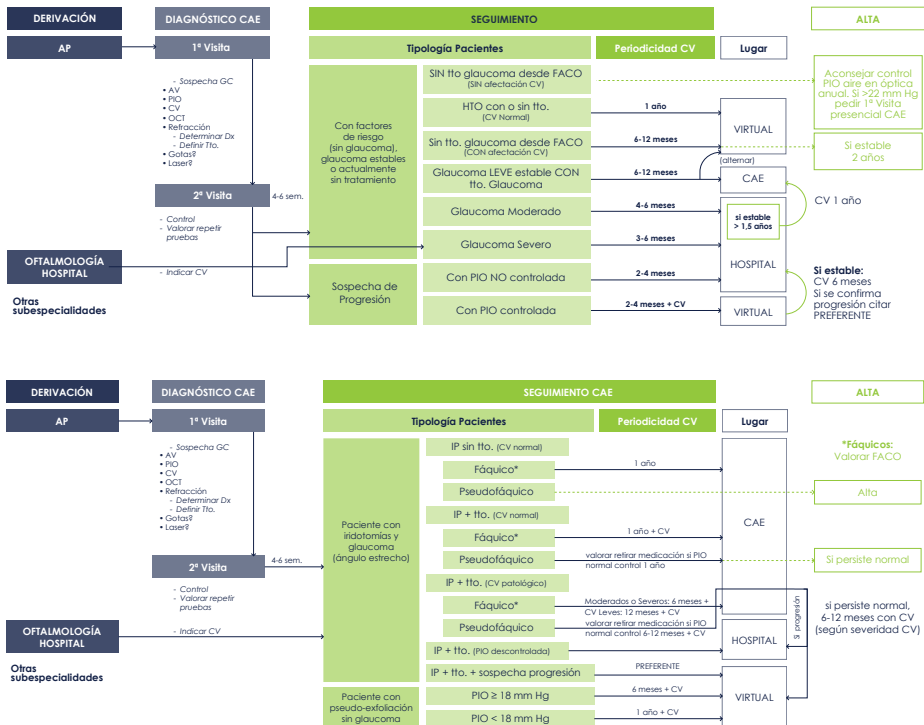 DERIVACIÓN
DIAGNÓSTICO CAE
SEGUIMIENTO
ALTA
AP
1ª Visita
Tipología Pacientes
Periodicidad CV
Lugar
- Sospecha GC
• AV
• PIO
• CV
• OCT
• Refracción
- Determinar Dx
- Definir Tto.
• Gotas?
• Laser?
2ª Visita
4-6 sem.
- Control
- Valorar repetir
pruebas
OFTALMOLOGÍA
HOSPITAL
- Indicar CV
Otras
subespecialidades
Con factores
de riesgo
(sin glaucoma),
glaucoma estables
o actualmente
sin tratamiento
Sospecha de
Progresión
SIN tto glaucoma desde FACO
(SIN afectación CV)
HTO con o sin tto.
(CV Normal)
1 año
Sin tto. glaucoma desde FACO
(CON afectación CV)
6-12 meses
Glaucoma LEVE estable CON
tto. Glaucoma
6-12 meses
(alternar)
Glaucoma Moderado
4-6 meses
Glaucoma Severo
3-6 meses
Con PIO NO controlada
2-4 meses
Con PIO controlada
2-4 meses + CV
VIRTUAL
CAE
si estable
> 1,5 años
HOSPITAL
VIRTUAL
Aconsejar control
PIO aire en óptica
anual. Si >22 mm Hg
pedir 1ª Visita
presencial CAE
Si estable
2 años
CV 1 año
Si estable:
CV 6 meses
Si se confirma
progresión citar
PREFERENTE
DERIVACIÓN
DIAGNÓSTICO CAE
SEGUIMIENTO CAE
ALTA
AP
1ª Visita
Tipología Pacientes
Periodicidad CV
Lugar
- Sospecha GC
• AV
• PIO
• CV
• OCT
• Refracción
- Determinar Dx
- Definir Tto.
• Gotas?
• Laser?
2ª Visita
4-6 sem.
- Control
- Valorar repetir
pruebas
OFTALMOLOGÍA
HOSPITAL
- Indicar CV
Otras
subespecialidades
Paciente con
iridotomías y
glaucoma
(ángulo estrecho)
Paciente con
pseudo-exfoliación
sin glaucoma
IP sin tto. (CV normal)
Fáquico*
1 año
Pseudofáquico
IP + tto. (CV normal)
Fáquico*
1 año + CV
Pseudofáquico
valorar retirar medicación si PIO
normal control 1 año
IP + tto. (CV patológico)
Fáquico*
Moderados o Severos: 6 meses +
CV Leves: 12 meses + CV
Pseudofáquico
valorar retirar medicación si PIO
normal control 6-12 meses + CV
IP + tto. (PIO descontrolada)
IP + tto. + sospecha progresión
PREFERENTE
PIO ≥ 18 mm Hg
6 meses + CV
PIO < 18 mm Hg
1 año + CV
CAE
HOSPITAL
VIRTUAL
Si progresión
*Fáquicos:
Valorar FACO
Alta
Si persiste normal
si persiste normal,
6-12 meses con CV
(según severidad CV)